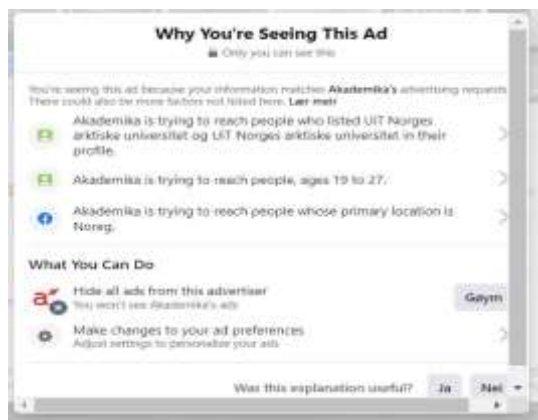 Why You're Seeing This Ad
Only you can see this
You're seeing this ad because your information matches Akademika's advertising requests
There could also be more factors not listed here. Lær meir
Akademika is trying to reach people who listed UiT Norges
arktiske universitet og UiT Norges arktiske universitet in their
profile.
Akademika is trying to reach people, ages 19 to 27.
Akademika is trying to reach people whose primary location is
Noreg.
What You Can Do
Hide all ads from this advertiser
You won't see Akademika's ads
Gøym
Make changes to your ad preferences
Adjust settings to personalize your ads
Was this explanation useful? Ja Nei